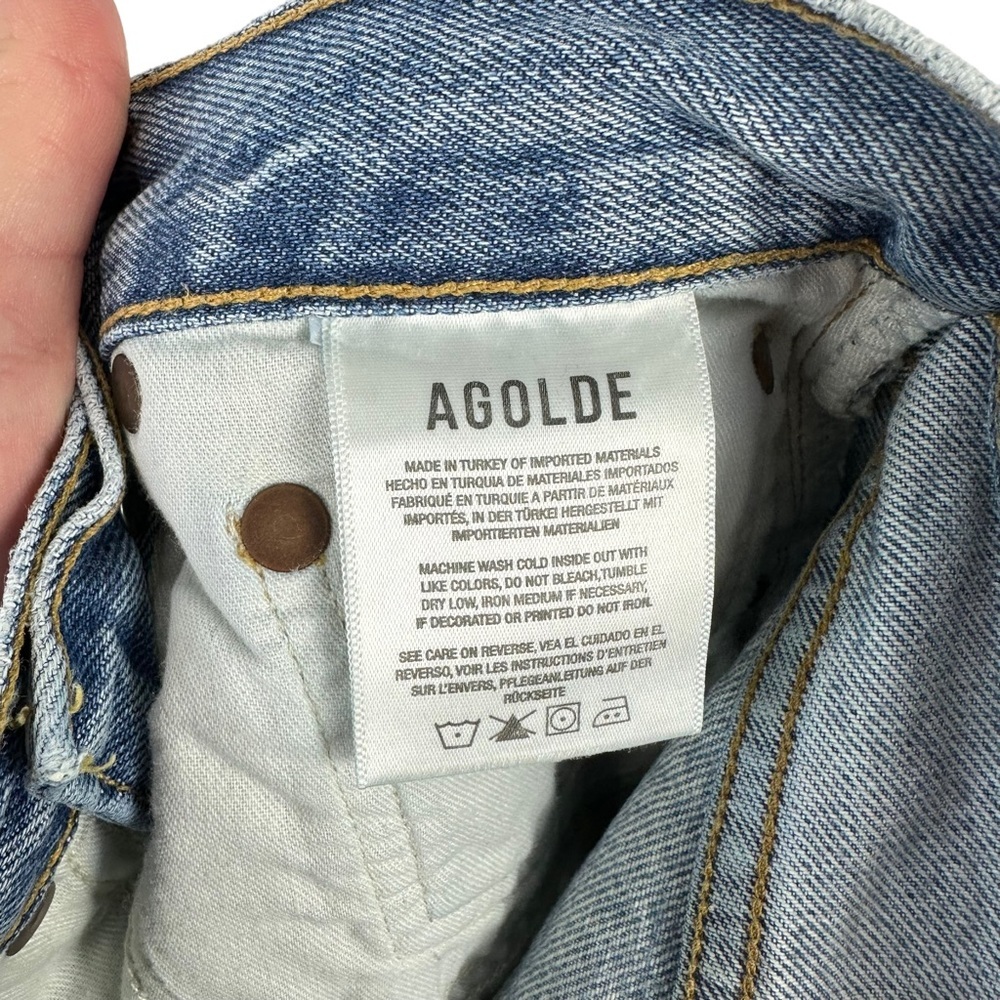 AGOLDE
MADE IN TURKEY OF IMPORTED MATERIALS
HECHO EN TURQUIA DE MATERIALES IMPORTADOS
FABRIQUÉ EN TURQUIE A PARTIR DE MATÉRIAUX
IMPORTÉS, IN DER TÜRKEI HERGESTELLT MIT
IMPORTIERTEN MATERIALIEN
MACHINE WASH COLD INSIDE OUT WITH
LIKE COLORS, DO NOT BLEACH,TUMBLE
DRY LOW, IRON MEDIUM IF NECESSARY,
IF DECORATED OR PRINTED DO NOT IRON.
SEE CARE ON REVERSE, VEA EL CUIDADO EN EL
REVERSO, VOIR LES INSTRUCTIONS D'ENTRETIEN
SUR L'ENVERS, PFLEGEANLEITUNG AUF DER
RÜCKSEITE